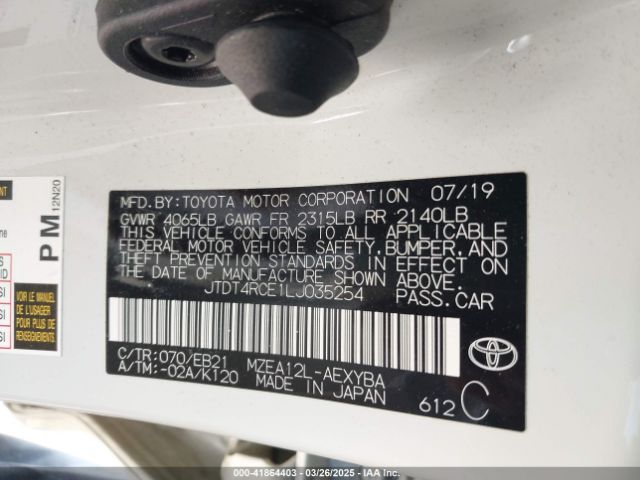 MFD.BY:TOYOTA MOTOR CORPORATION 07/19
GVWR 4065LB GAWR FR 2315LB RR 2140LB
THIS VEHICLE CONFORMS TO ALL APPLICABLE
FEDERAL MOTOR VEHICLE SAFETY,BUMPER,AND
THEFT PREVENTION STANDARDS IN EFFECT ON
THE DATE OF MANUFACTURE SHOWN ABOVE.
JTDT4RCE1LJ035254 PASS.CAR
C/TR:070/EB21 MZEA12L-AEXYBA
A/TM:-02A/K120 MADE IN JAPAN
612C
PM
12N20
LE MODE
DE L'USAGER
POUR PLUS DE
RENSEIGNEMENTS.
000-41864403 — 03/26/2025 — IAA Inc.